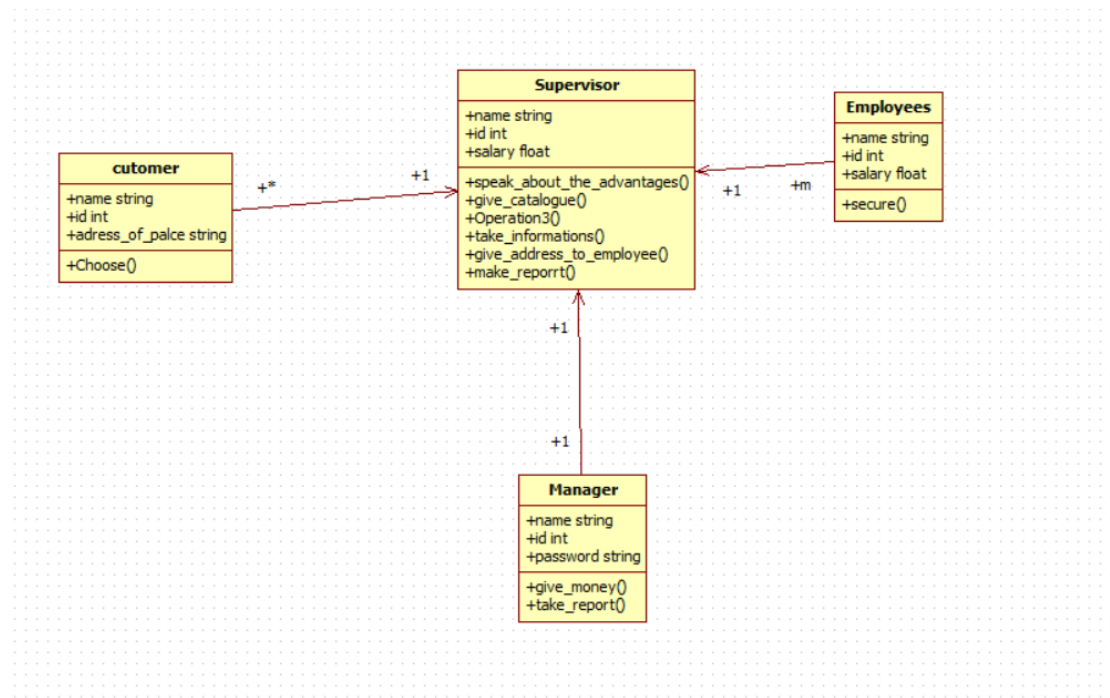 Supervisor
+name string
+id int
+salary float
+speak_about_the_advantages()
+give_catalogue()
+Operation3()
+take_informations()
+give_address_to_employee()
+make_reporrt()
Employees
+name string
+id int
+salary float
+secure()
cutomer
+name string
+id int
+adress_of_palce string
+Choose()
+*
+1
+1
+m
+1
+1
Manager
+name string
+id int
+password string
+give_money()
+take_report()